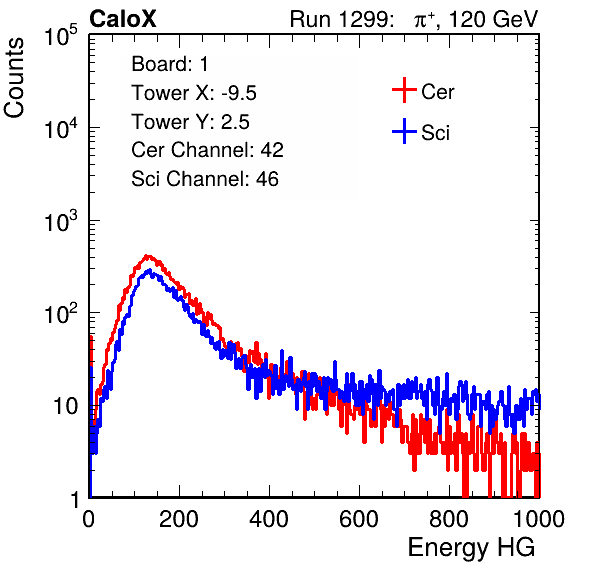 CaloX Run 1299: π⁺, 120 GeV
Counts
Board: 1
Tower X: -9.5
Tower Y: 2.5
Cer Channel: 42
Sci Channel: 46
Cer
Sci
10⁵
10⁴
10³
10²
10
1
0 200 400 600 800 1000
Energy HG